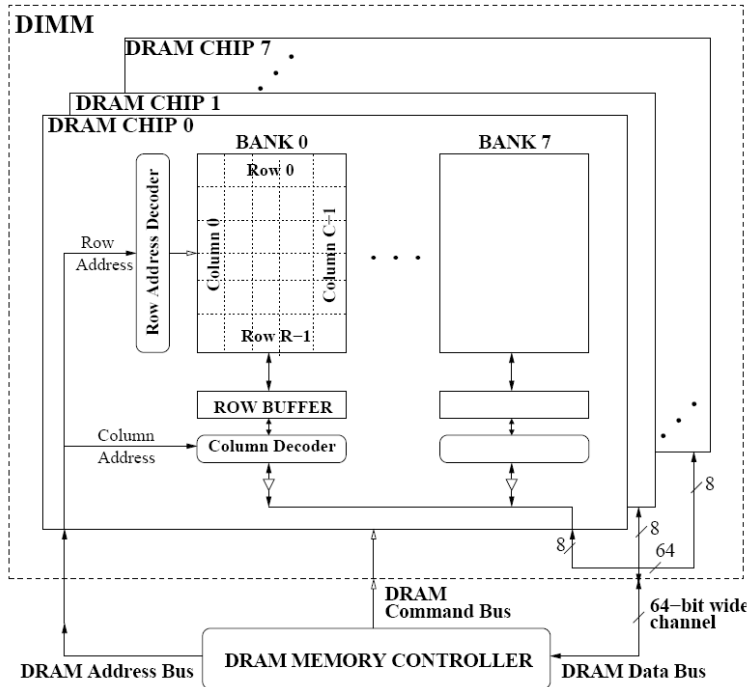 DIMM
DRAM CHIP 7
DRAM CHIP 1
DRAM CHIP 0
BANK 0
BANK 7
Row 0
Row Address Decoder
Column 0
Column C−1
Row
Address
Row R−1
ROW BUFFER
Column
Address
Column Decoder
8
8
8
64
DRAM
Command Bus
64−bit wide
channel
DRAM MEMORY CONTROLLER
DRAM Address Bus
DRAM Data Bus